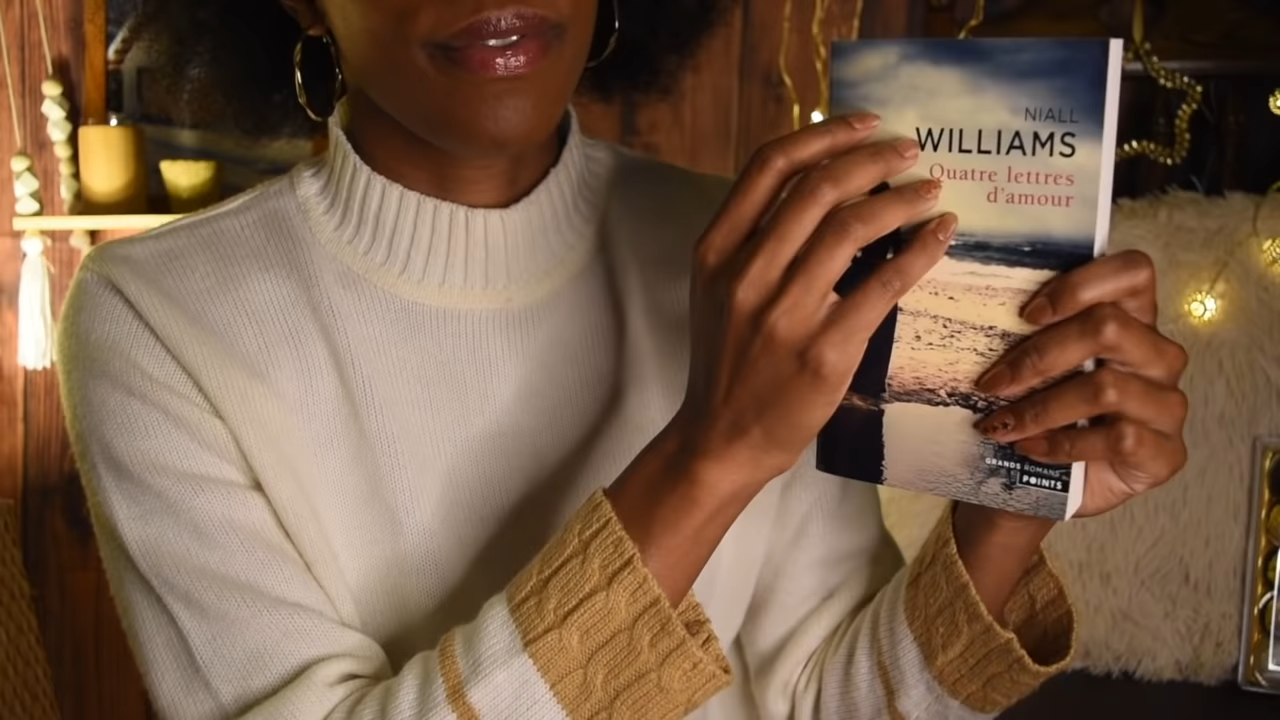 NIALL
WILLIAMS
Quatre lettres
d'amour
GRANDS ROMANS
POINTS